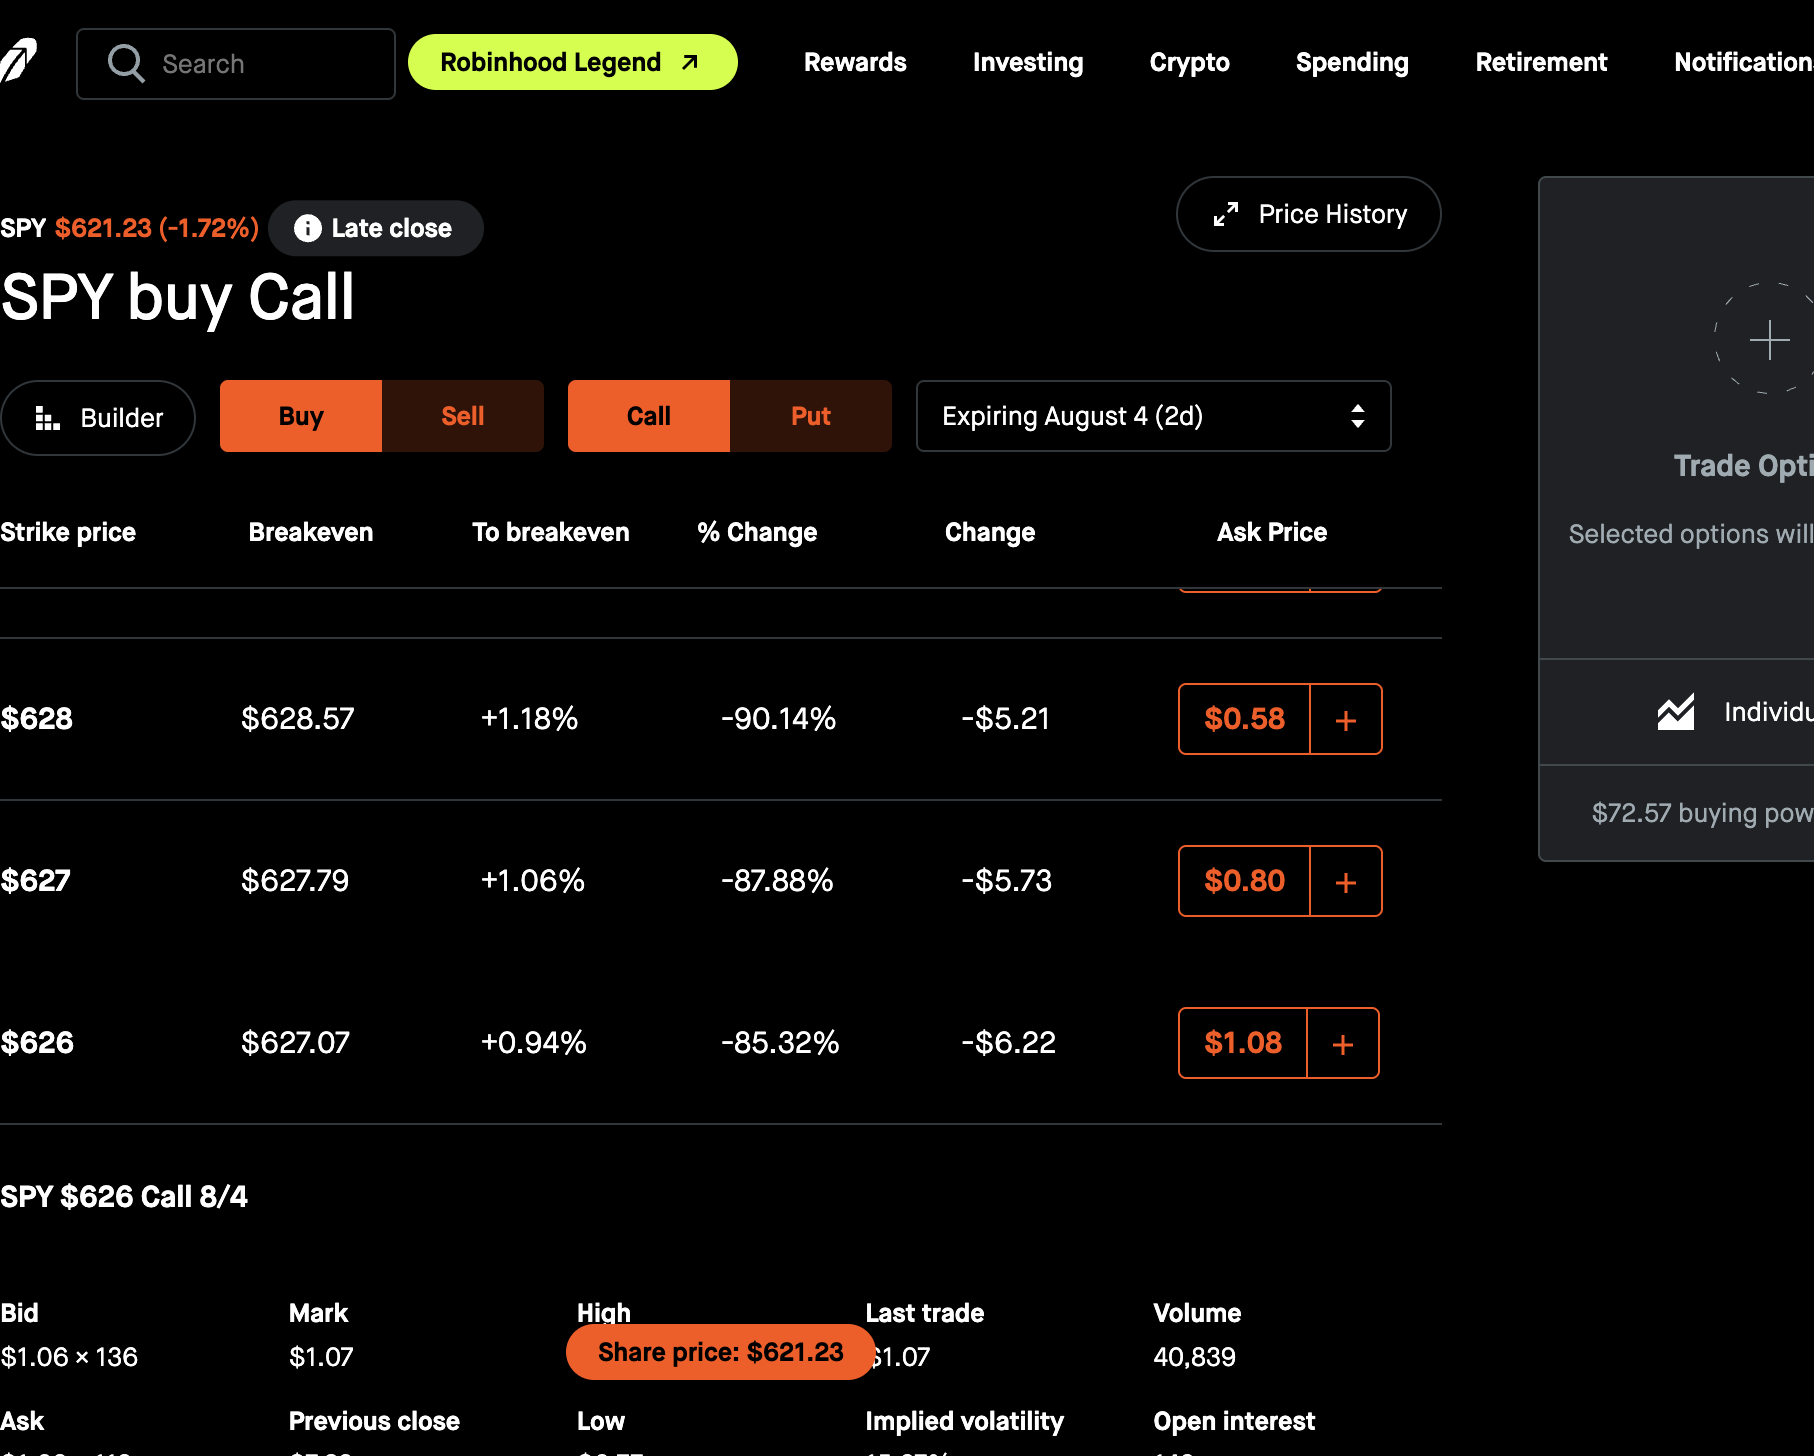 Search
Robinhood Legend
Rewards
Investing
Crypto
Spending
Retirement
Notification
SPY $621.23 (-1.72%)
Late close
Price History
SPY buy Call
Builder
Buy
Sell
Call
Put
Expiring August 4 (2d)
Strike price Breakeven To breakeven % Change Change Ask Price
$628 $628.57 +1.18% -90.14% -$5.21 $0.58 +
$627 $627.79 +1.06% -87.88% -$5.73 $0.80 +
$626 $627.07 +0.94% -85.32% -$6.22 $1.08 +
SPY $626 Call 8/4
Bid Mark High Last trade Volume
$1.06 × 136 $1.07 Share price: $621.23 $1.07 40,839
Ask Previous close Low Implied volatility Open interest
Trade Opti
Selected options will
Individu
$72.57 buying pow